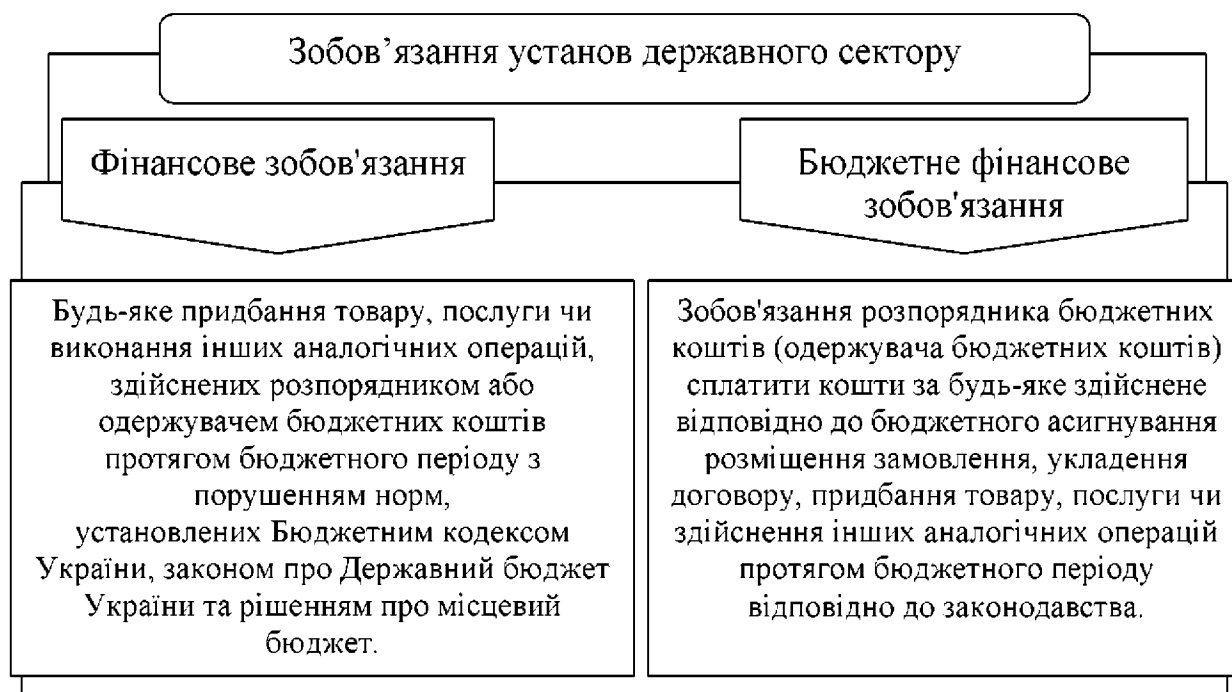 Зобов’язання установ державного сектору
Фінансове зобов'язання
Бюджетне фінансове
зобов'язання
Будь-яке придбання товару, послуги чи
виконання інших аналогічних операцій,
здійснених розпорядником або
одержувачем бюджетних коштів
протягом бюджетного періоду з
порушенням норм,
установлених Бюджетним кодексом
України, законом про Державний бюджет
України та рішенням про місцевий
бюджет.
Зобов'язання розпорядника бюджетних
коштів (одержувача бюджетних коштів)
сплатити кошти за будь-яке здійснене
відповідно до бюджетного асигнування
розміщення замовлення, укладення
договору, придбання товару, послуги чи
здійснення інших аналогічних операцій
протягом бюджетного періоду
відповідно до законодавства.